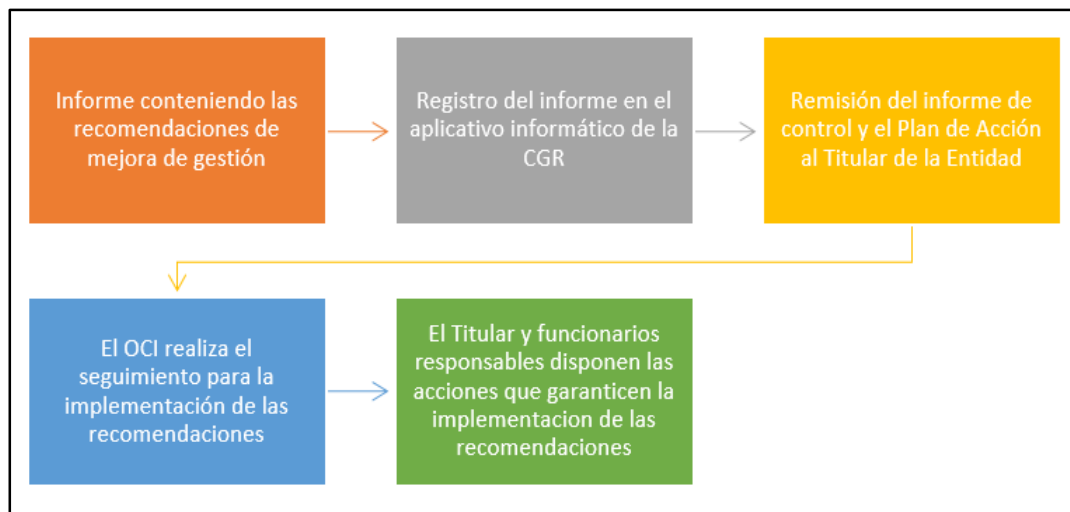 Informe conteniendo las
recomendaciones de
mejora de gestión
Registro del informe en el
aplicativo informático de la
CGR
Remisión del informe de
control y el Plan de Acción
al Titular de la Entidad
El OCI realiza el
seguimiento para la
implementación de las
recomendaciones
El Titular y funcionarios
responsables disponen las
acciones que garanticen la
implementacion de las
recomendaciones